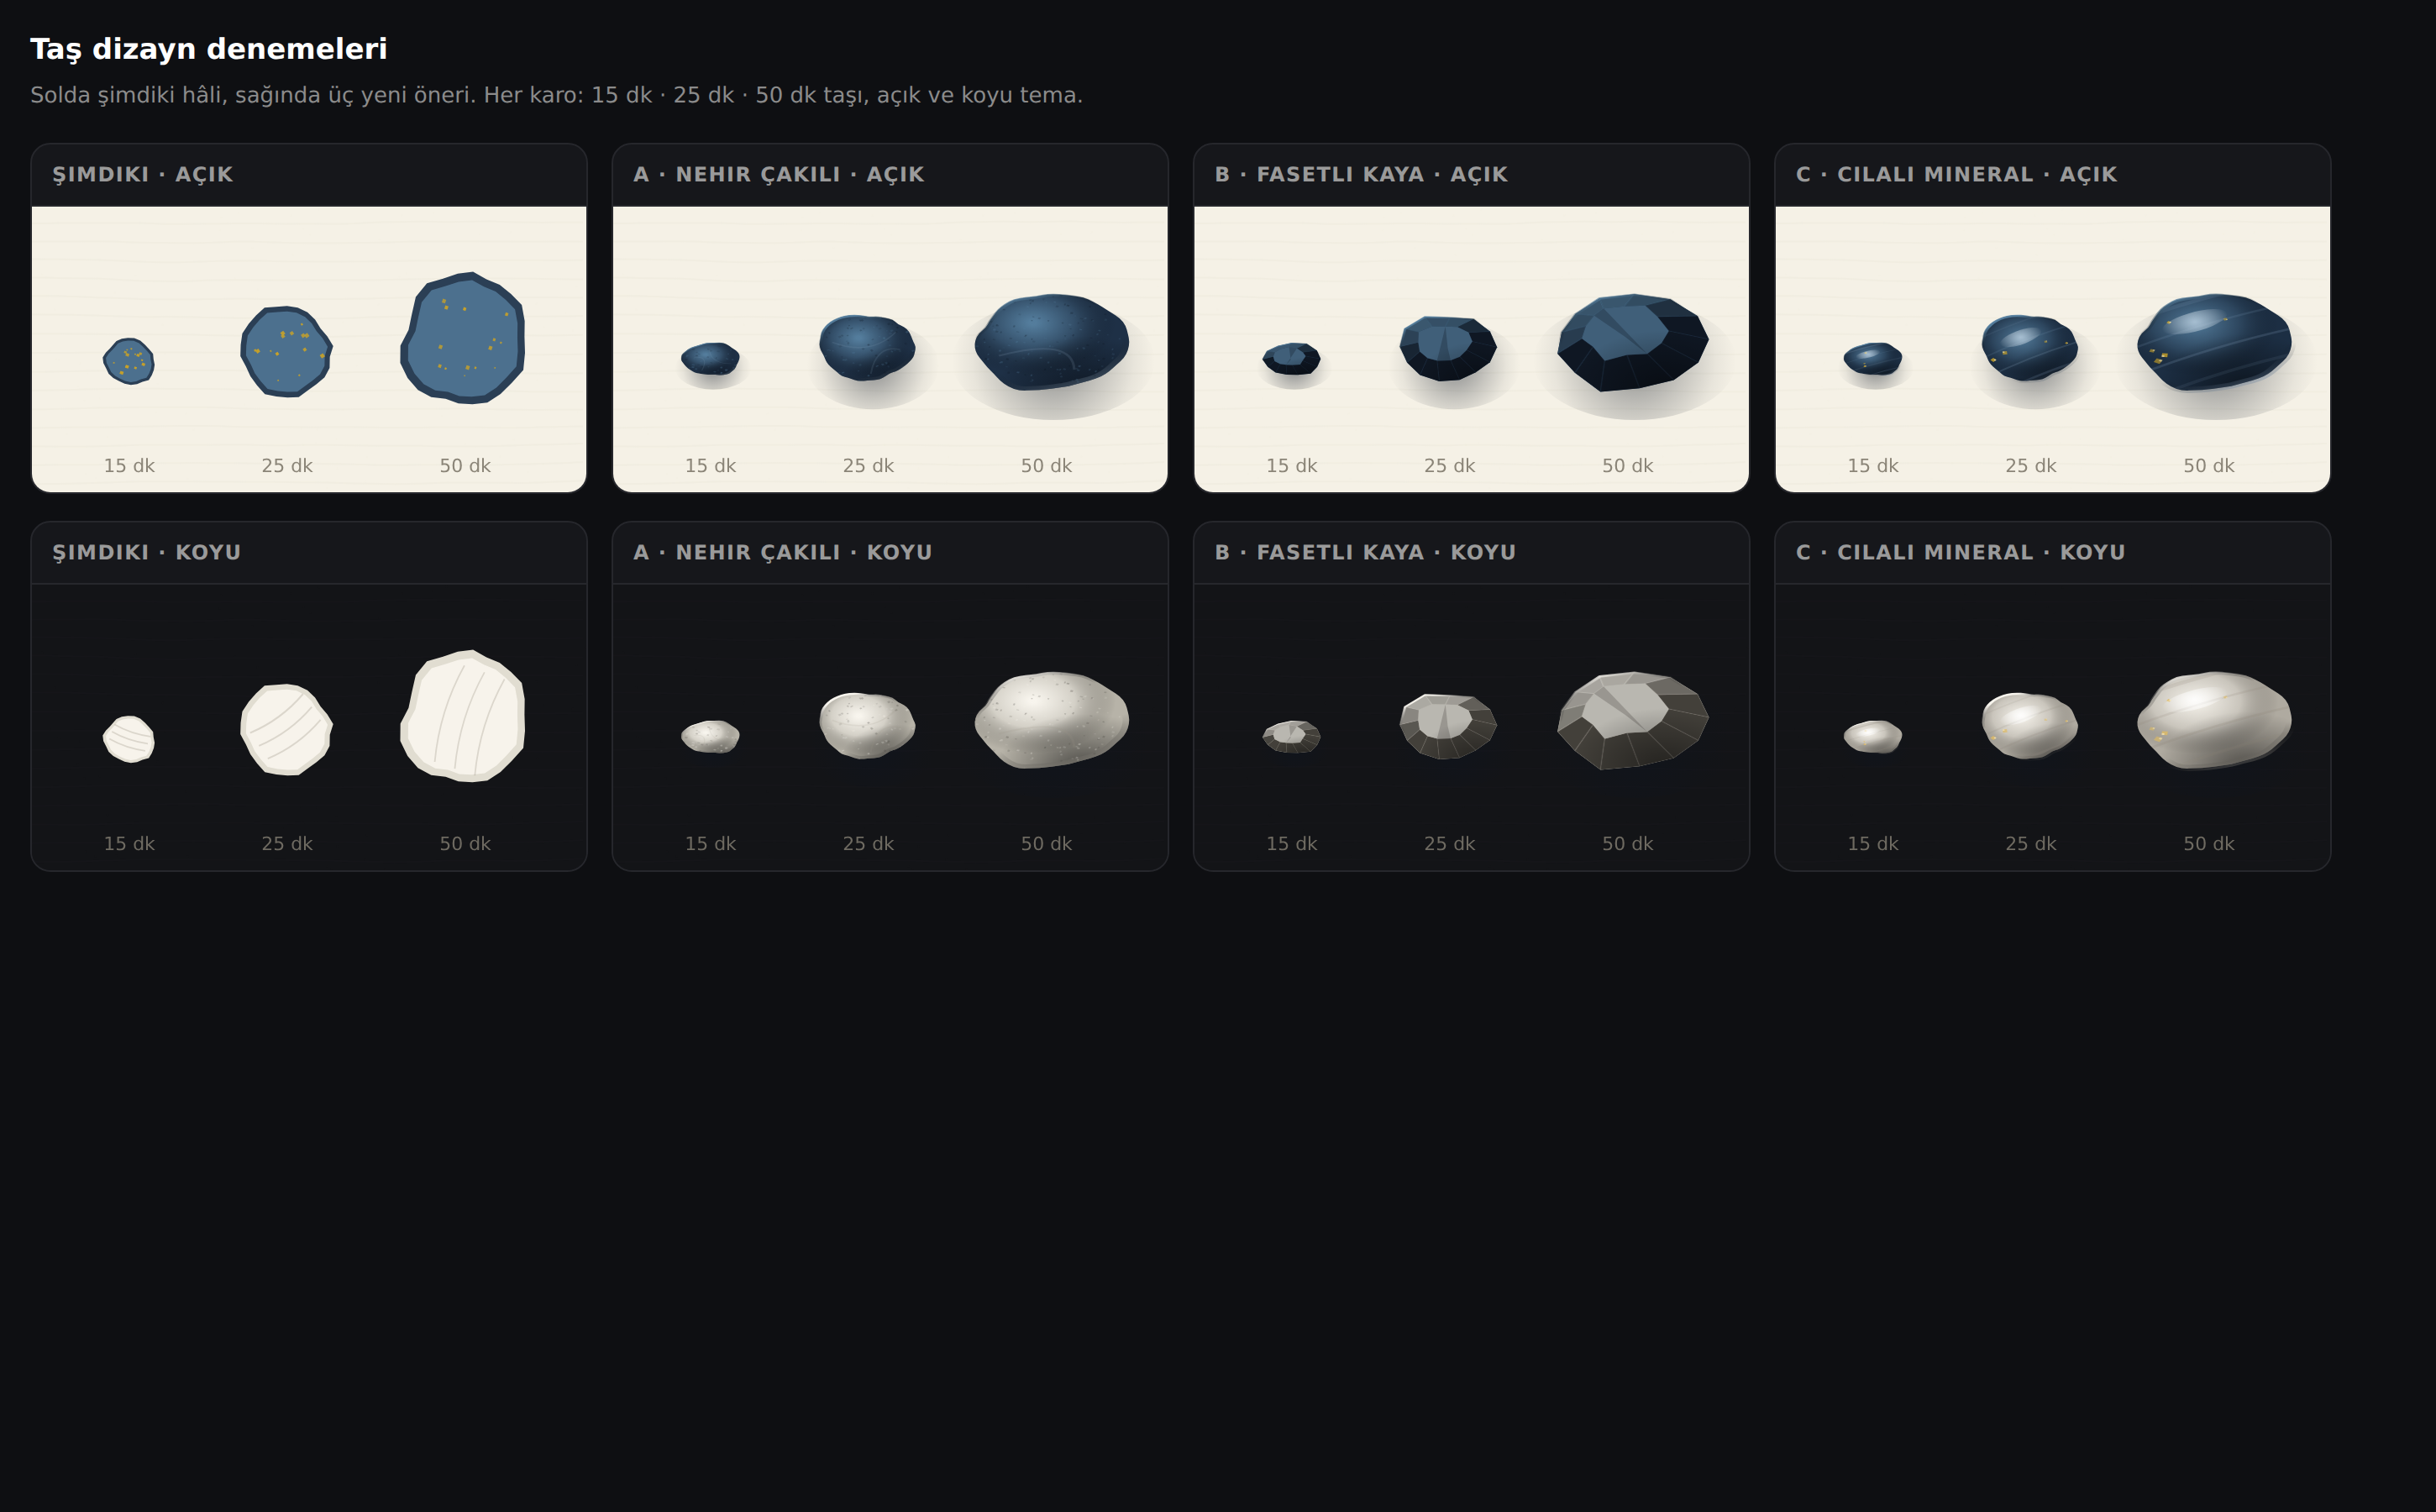 Taş dizayn denemeleri
Solda şimdiki hâli, sağında üç yeni öneri. Her karo: 15 dk · 25 dk · 50 dk taşı, açık ve koyu tema.
ŞIMDIKI · AÇIK
A · NEHIR ÇAKILI · AÇIK
B · FASETLI KAYA · AÇIK
C · CILALI MINERAL · AÇIK
15 dk 25 dk 50 dk
15 dk 25 dk 50 dk
15 dk 25 dk 50 dk
15 dk 25 dk 50 dk
ŞIMDIKI · KOYU
A · NEHIR ÇAKILI · KOYU
B · FASETLI KAYA · KOYU
C · CILALI MINERAL · KOYU
15 dk 25 dk 50 dk
15 dk 25 dk 50 dk
15 dk 25 dk 50 dk
15 dk 25 dk 50 dk